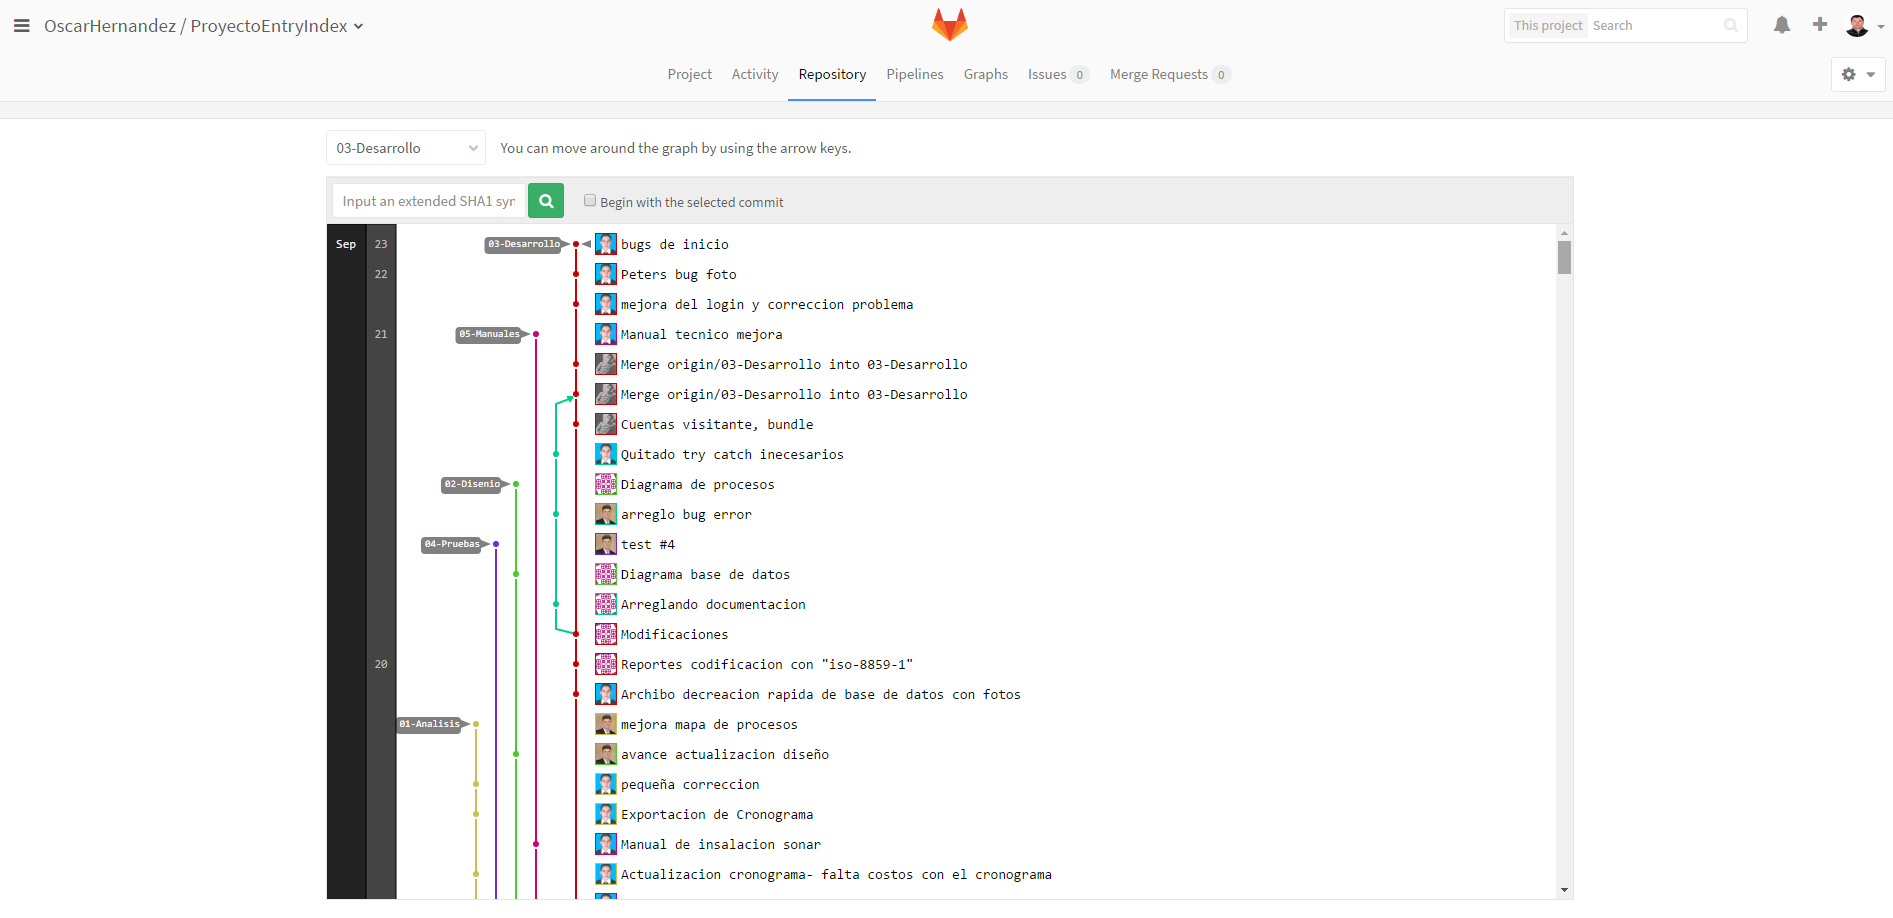 OscarHernandez / ProyectoEntryIndex
This project Search
Project Activity Repository Pipelines Graphs Issues 0 Merge Requests 0
03-Desarrollo
You can move around the graph by using the arrow keys.
Input an extended SHA1 syn
Begin with the selected commit
Sep 23 03-Desarrollo bugs de inicio
22 Peters bug foto
mejora del login y correccion problema
21 05-Manuales Manual tecnico mejora
Merge origin/03-Desarrollo into 03-Desarrollo
Merge origin/03-Desarrollo into 03-Desarrollo
Cuentas visitante, bundle
Quitado try catch inecesarios
02-Disenio Diagrama de procesos
arreglo bug error
04-Pruebas test #4
Diagrama base de datos
Arreglando documentacion
Modificaciones
20 Reportes codificacion con "iso-8859-1"
Archibo decreacion rapida de base de datos con fotos
01-Analisis mejora mapa de procesos
avance actualizacion diseño
pequeña correccion
Exportacion de Cronograma
Manual de insalacion sonar
Actualizacion cronograma- falta costos con el cronograma